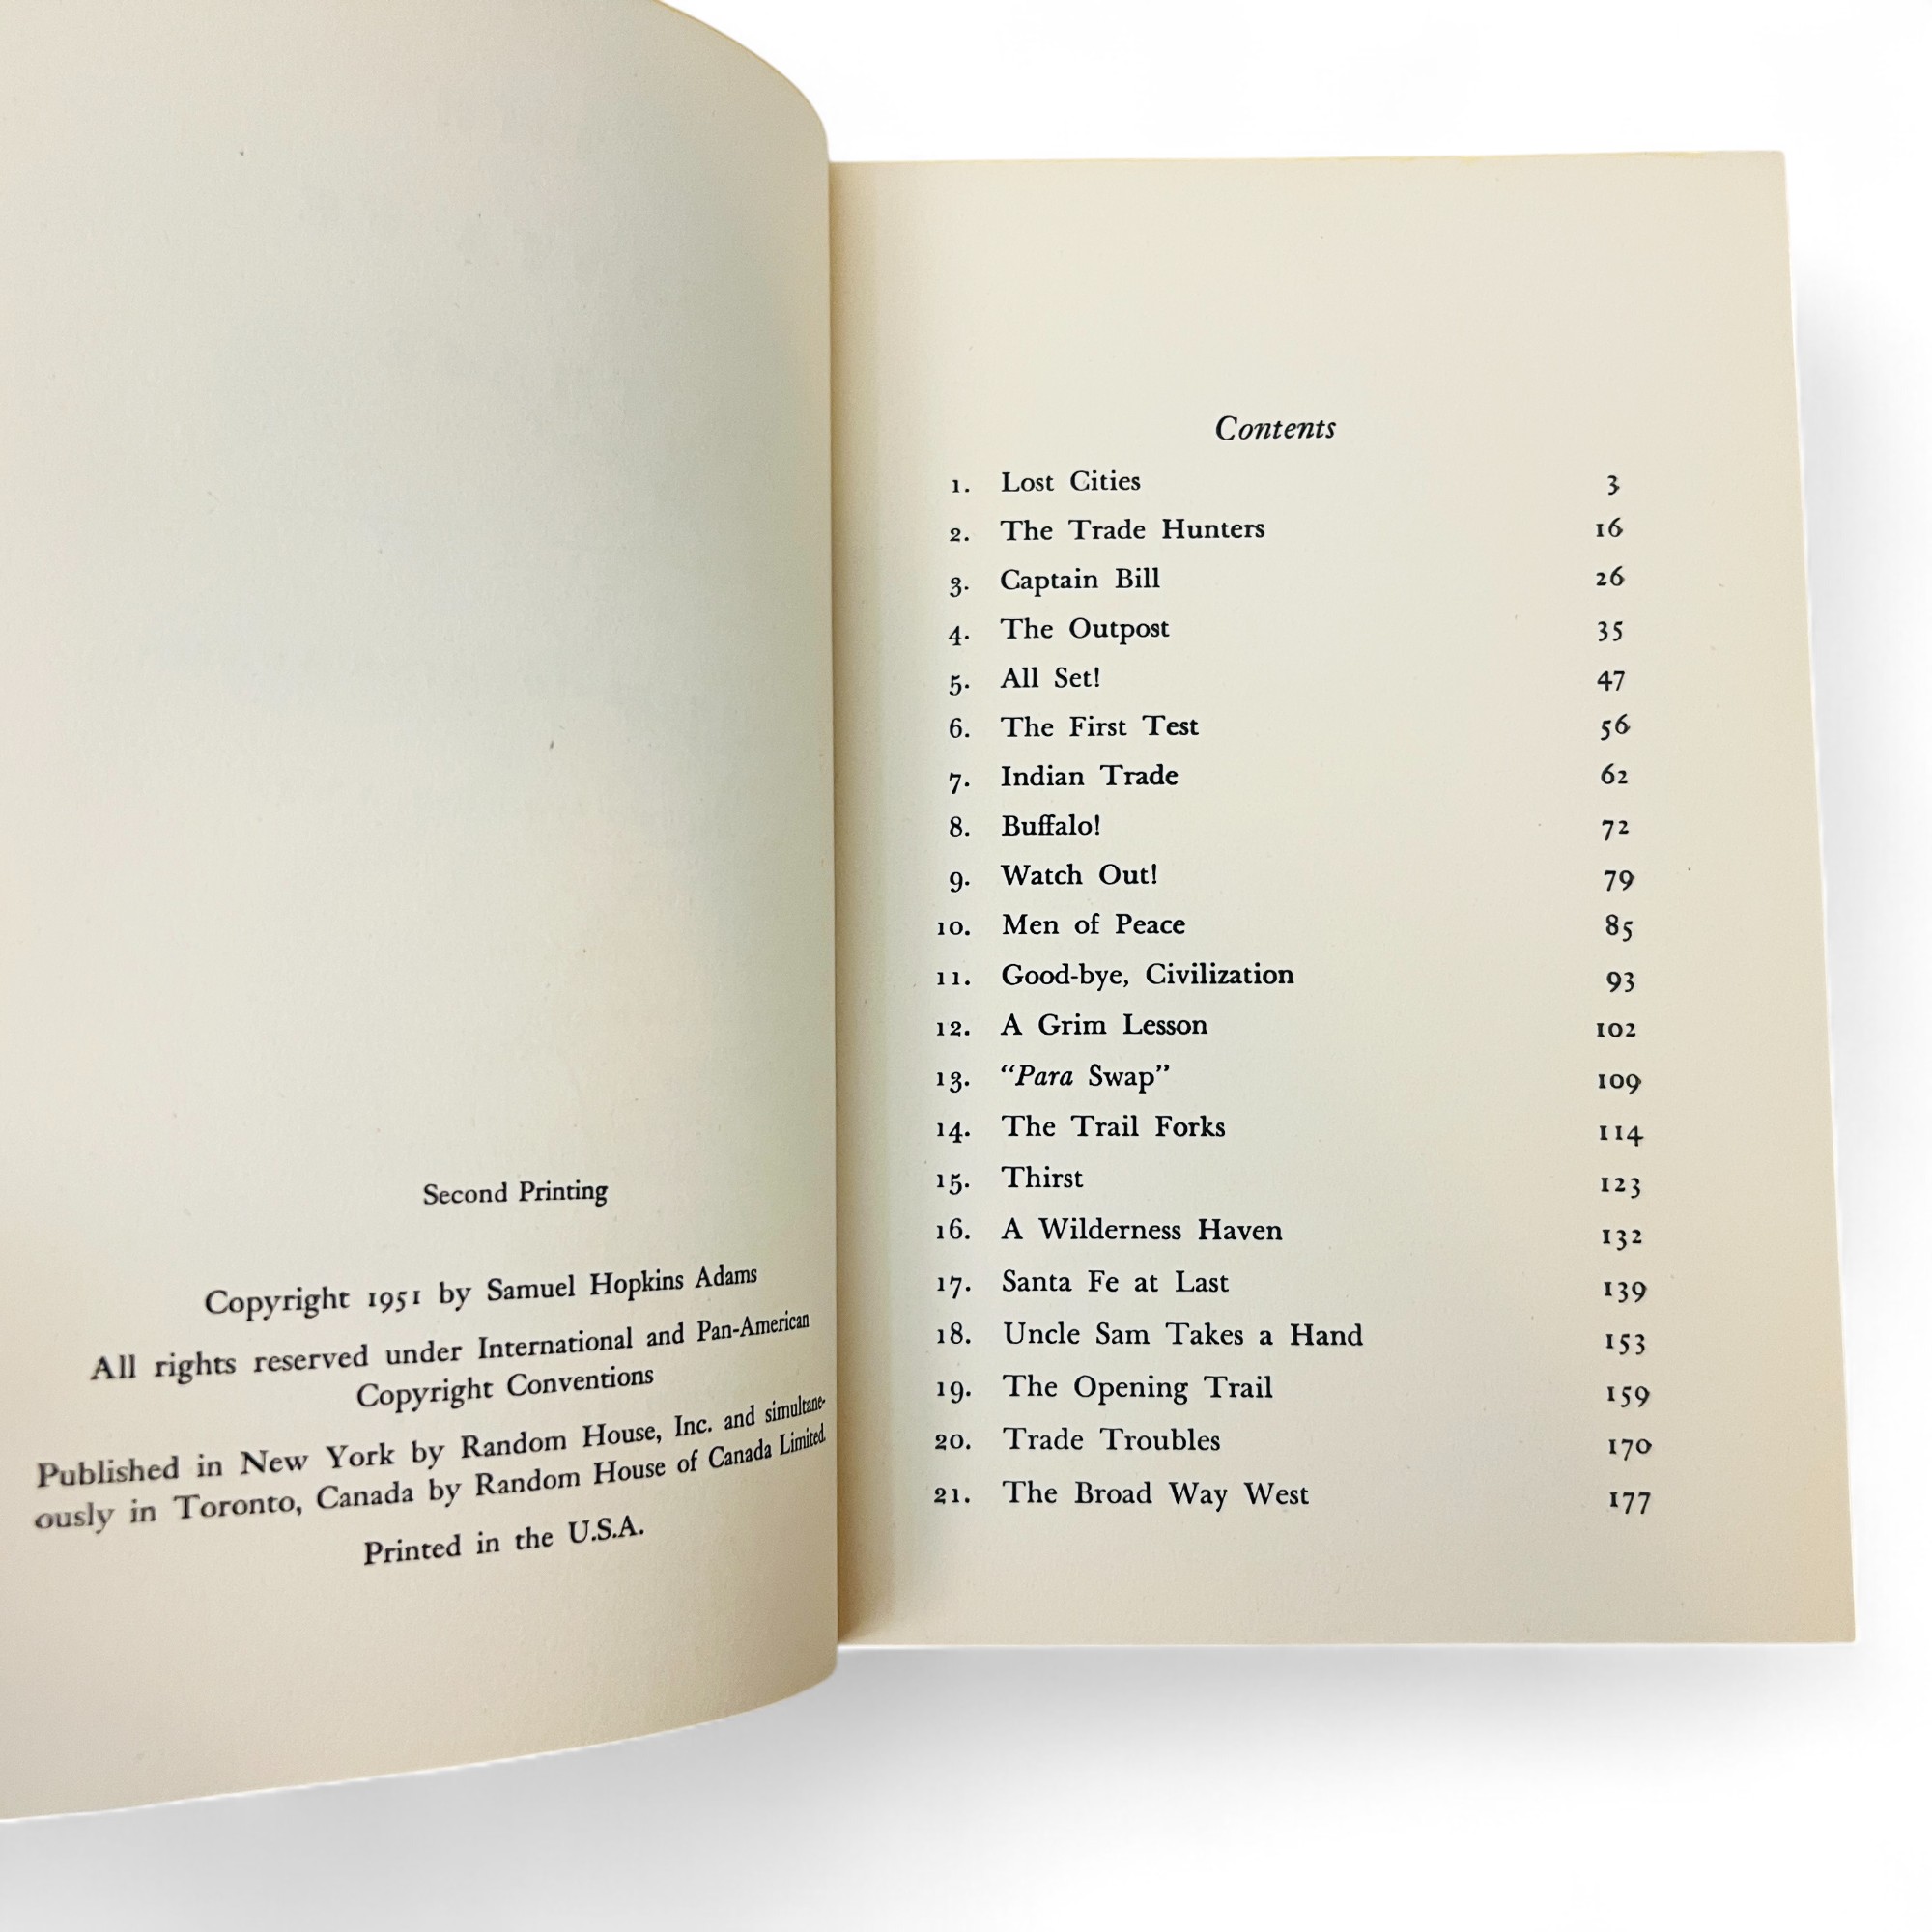 Second Printing
Copyright 1951 by Samuel Hopkins Adams
All rights reserved under International and Pan-American
Copyright Conventions
Published in New York by Random House, Inc. and simultane-
ously in Toronto, Canada by Random House of Canada Limited.
Printed in the U.S.A.
Contents
1. Lost Cities 3
2. The Trade Hunters 16
3. Captain Bill 26
4. The Outpost 35
5. All Set! 47
6. The First Test 56
7. Indian Trade 62
8. Buffalo! 72
9. Watch Out! 79
10. Men of Peace 85
11. Good-bye, Civilization 93
12. A Grim Lesson 102
13. “Para Swap” 109
14. The Trail Forks 114
15. Thirst 123
16. A Wilderness Haven 132
17. Santa Fe at Last 139
18. Uncle Sam Takes a Hand 153
19. The Opening Trail 159
20. Trade Troubles 170
21. The Broad Way West 177